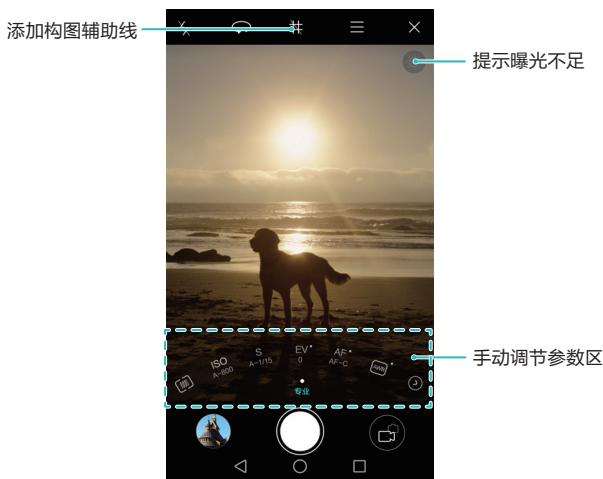 添加构图辅助线
提示曝光不足
手动调节参数区
ISO
A-800
S
A-1/15
EV
0
AF
AF-C
AWB
专业